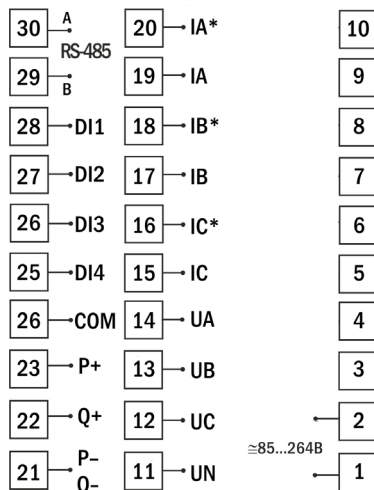 30 A 20 IA* 10
RS-485
29 B 19 IA 9
28 DI1 18 IB* 8
27 DI2 17 IB 7
26 DI3 16 IC* 6
25 DI4 15 IC 5
26 COM 14 UA 4
23 P+ 13 UB 3
22 Q+ 12 UC 2
≅85...264В
21 P– 11 UN 1
Q–